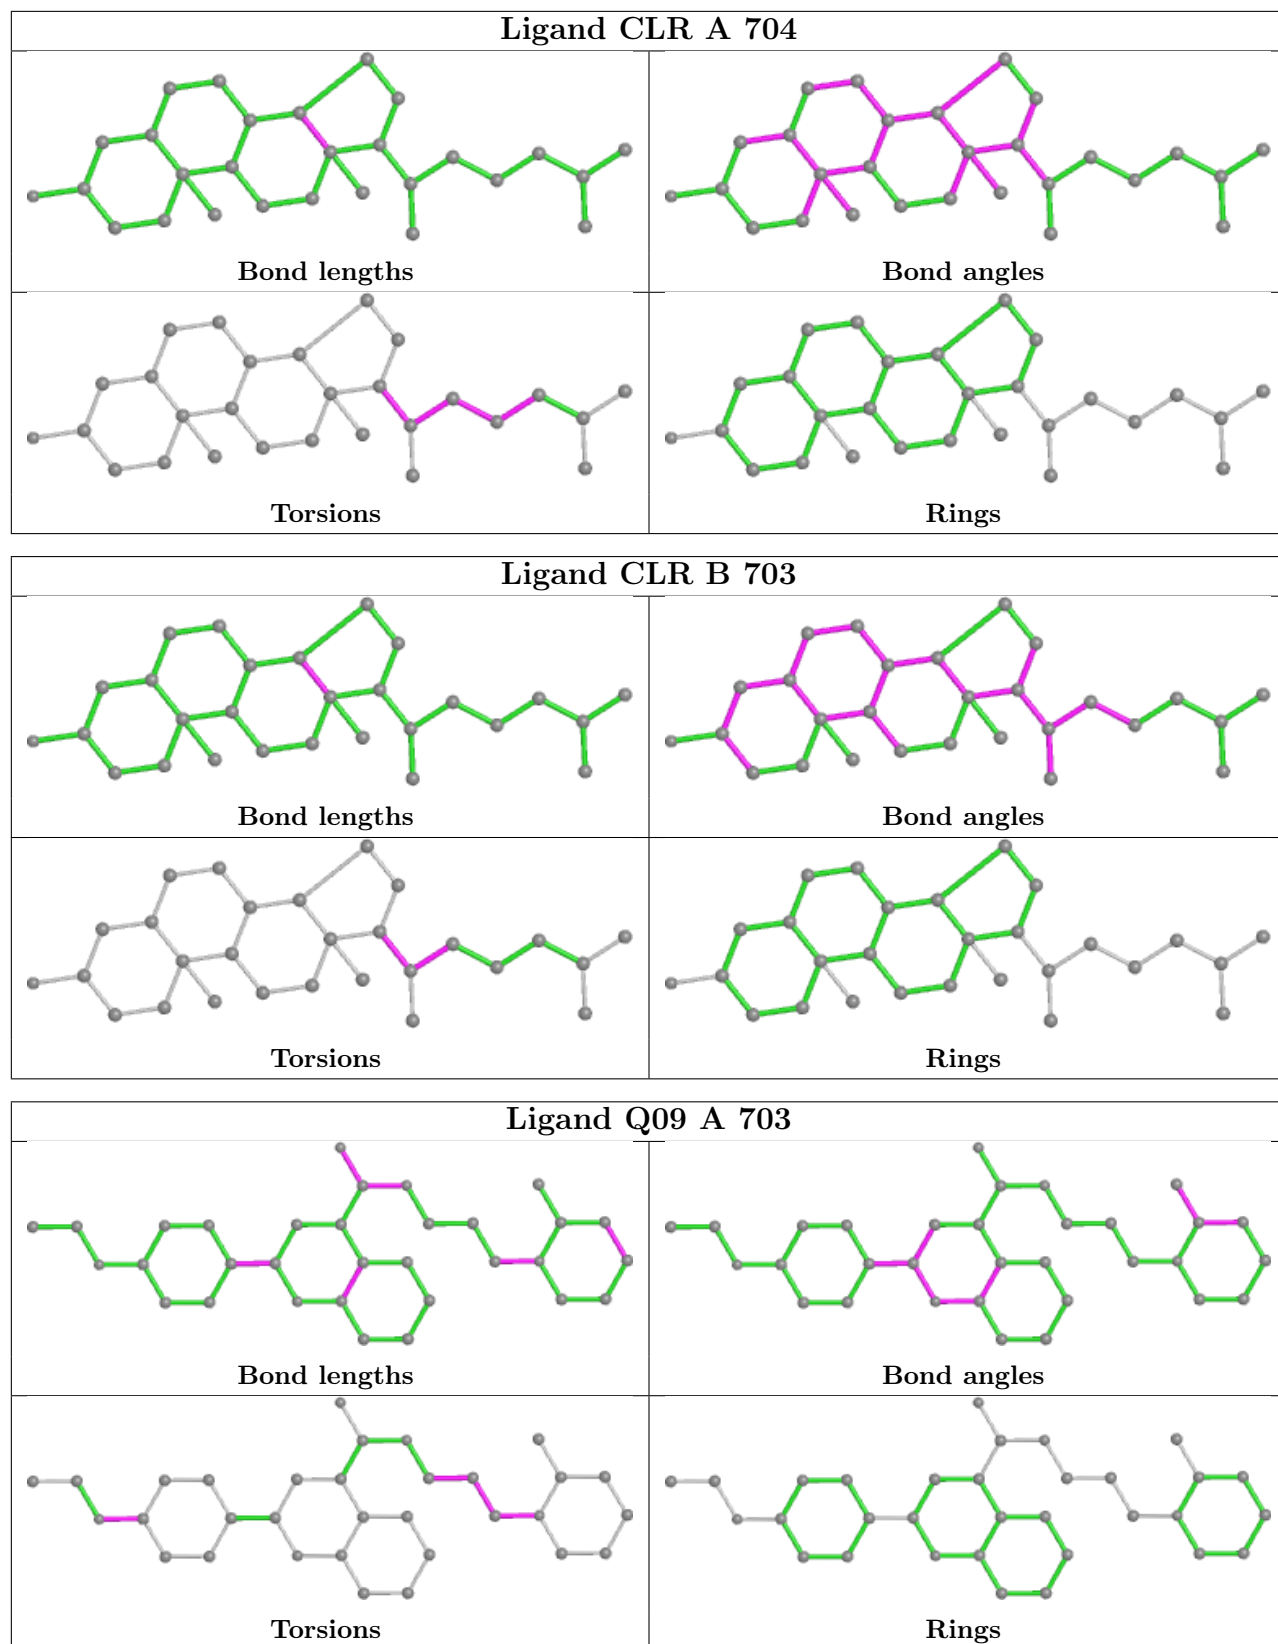 Ligand CLR A 704
Bond lengths
Bond angles
Torsions
Rings
Ligand CLR B 703
Bond lengths
Bond angles
Torsions
Rings
Ligand Q09 A 703
Bond lengths
Bond angles
Torsions
Rings